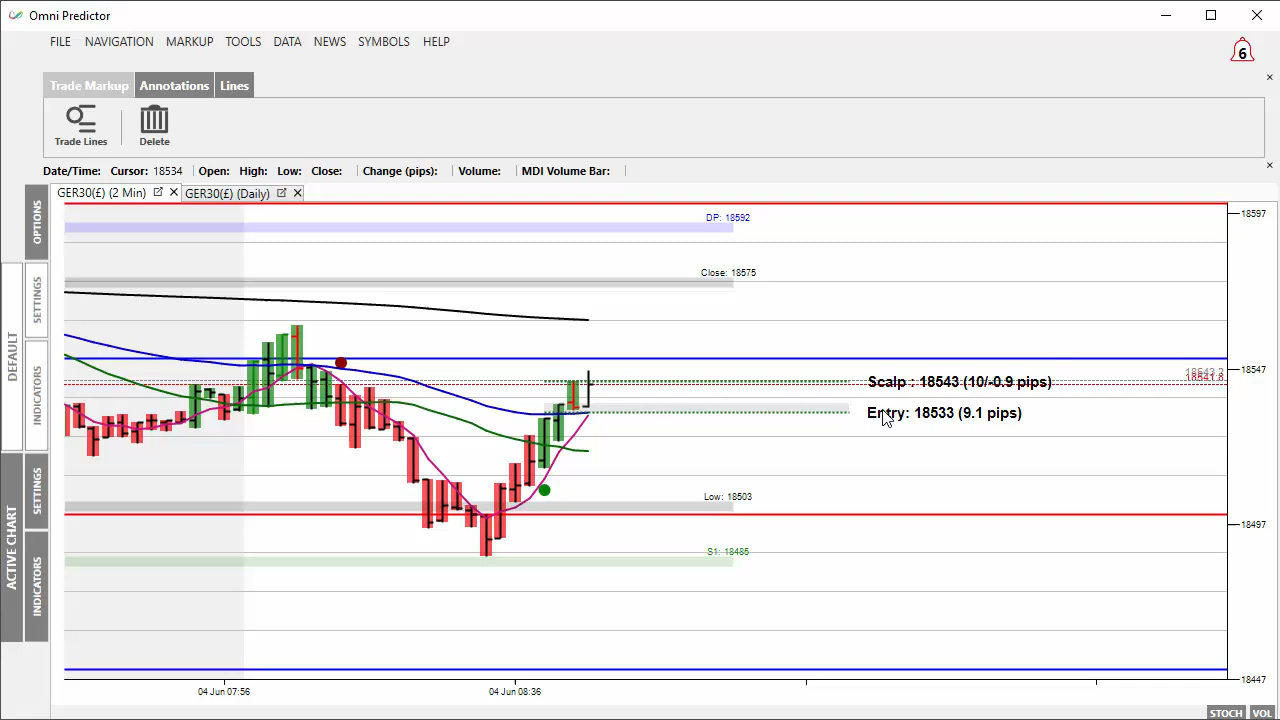 Omni Predictor
FILE NAVIGATION MARKUP TOOLS DATA NEWS SYMBOLS HELP
6
Trade Markup Annotations Lines
Trade Lines Delete
Date/Time: Cursor: 18534 Open: High: Low: Close: Change (pips): Volume: MDI Volume Bar:
GER30(£) (2 Min) GER30(£) (Daily)
OPTIONS
SETTINGS
DEFAULT
INDICATORS
SETTINGS
ACTIVE CHART
INDICATORS
DP: 18592
18597
Close: 18575
18547
Scalp : 18543 (10/-0.9 pips)
Entry: 18533 (9.1 pips)
Low: 18503
18497
S1: 18485
18447
04 Jun 07:56 04 Jun 08:36
STOCH VOL